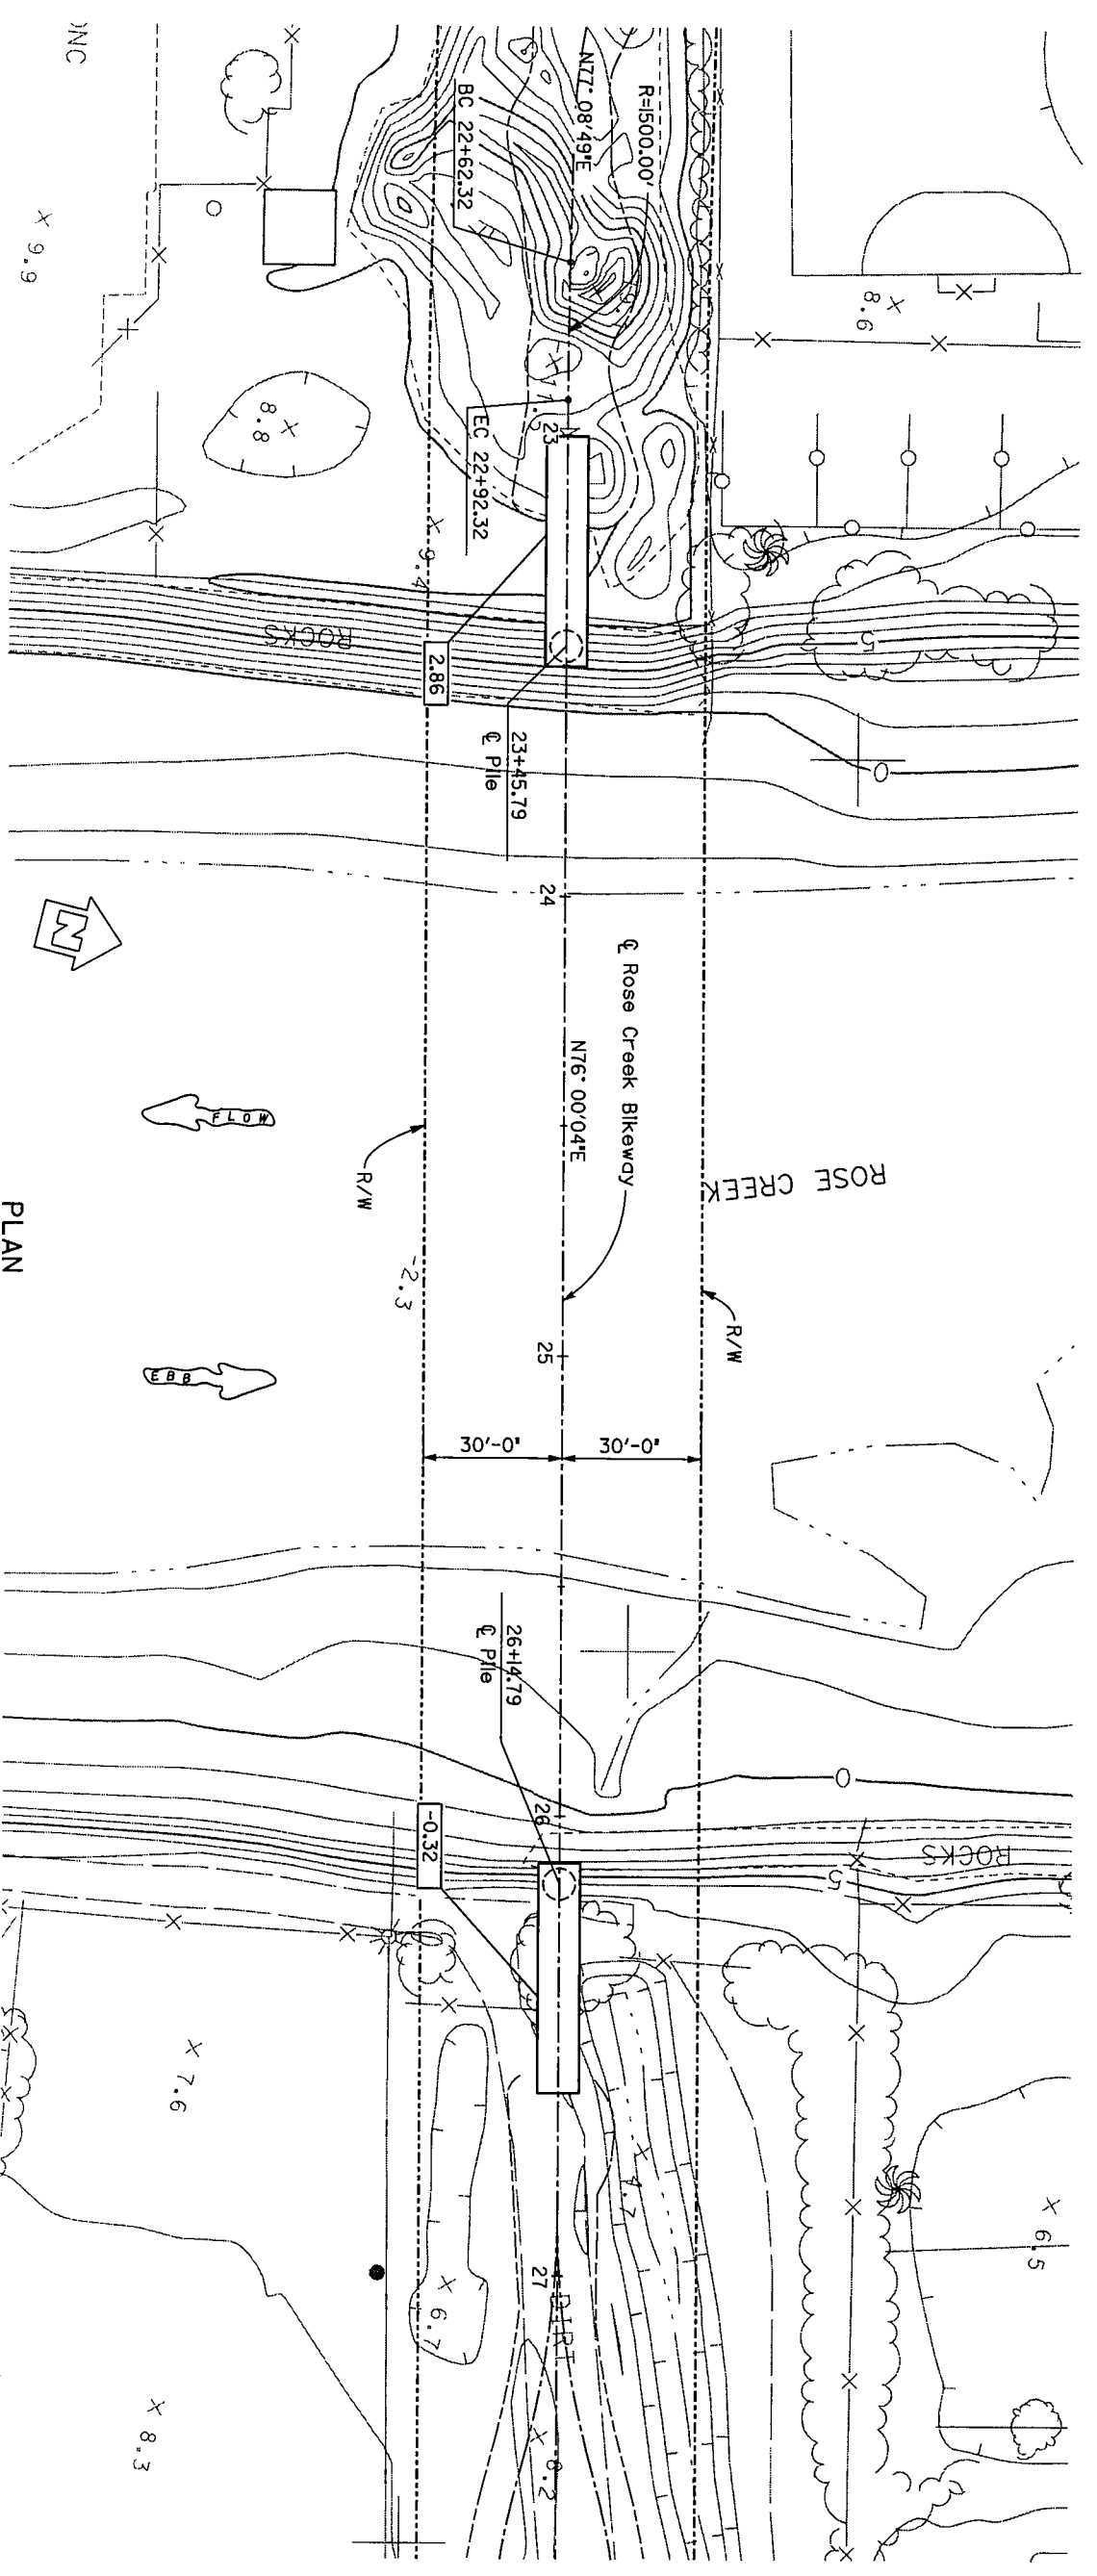 ONC
9.9
8.8
BC 22+62.32
N77° 08'49"E
R=1500.00'
8.6
EC 22+92.32
23
9.4
ROCKS
5
2.86
23+45.79
℄ Pile
0
24
N
℄ Rose Creek Bikeway
N76° 00'04"E
FLOW
R/W
ROSE CREEK
PLAN
-2.3
R/W
25
EBB
30'-0"
30'-0"
26+14.79
℄ Pile
0
26
-0.32
ROCKS
5
7.6
6.5
27
DIRT
6.7
8.3
8.2